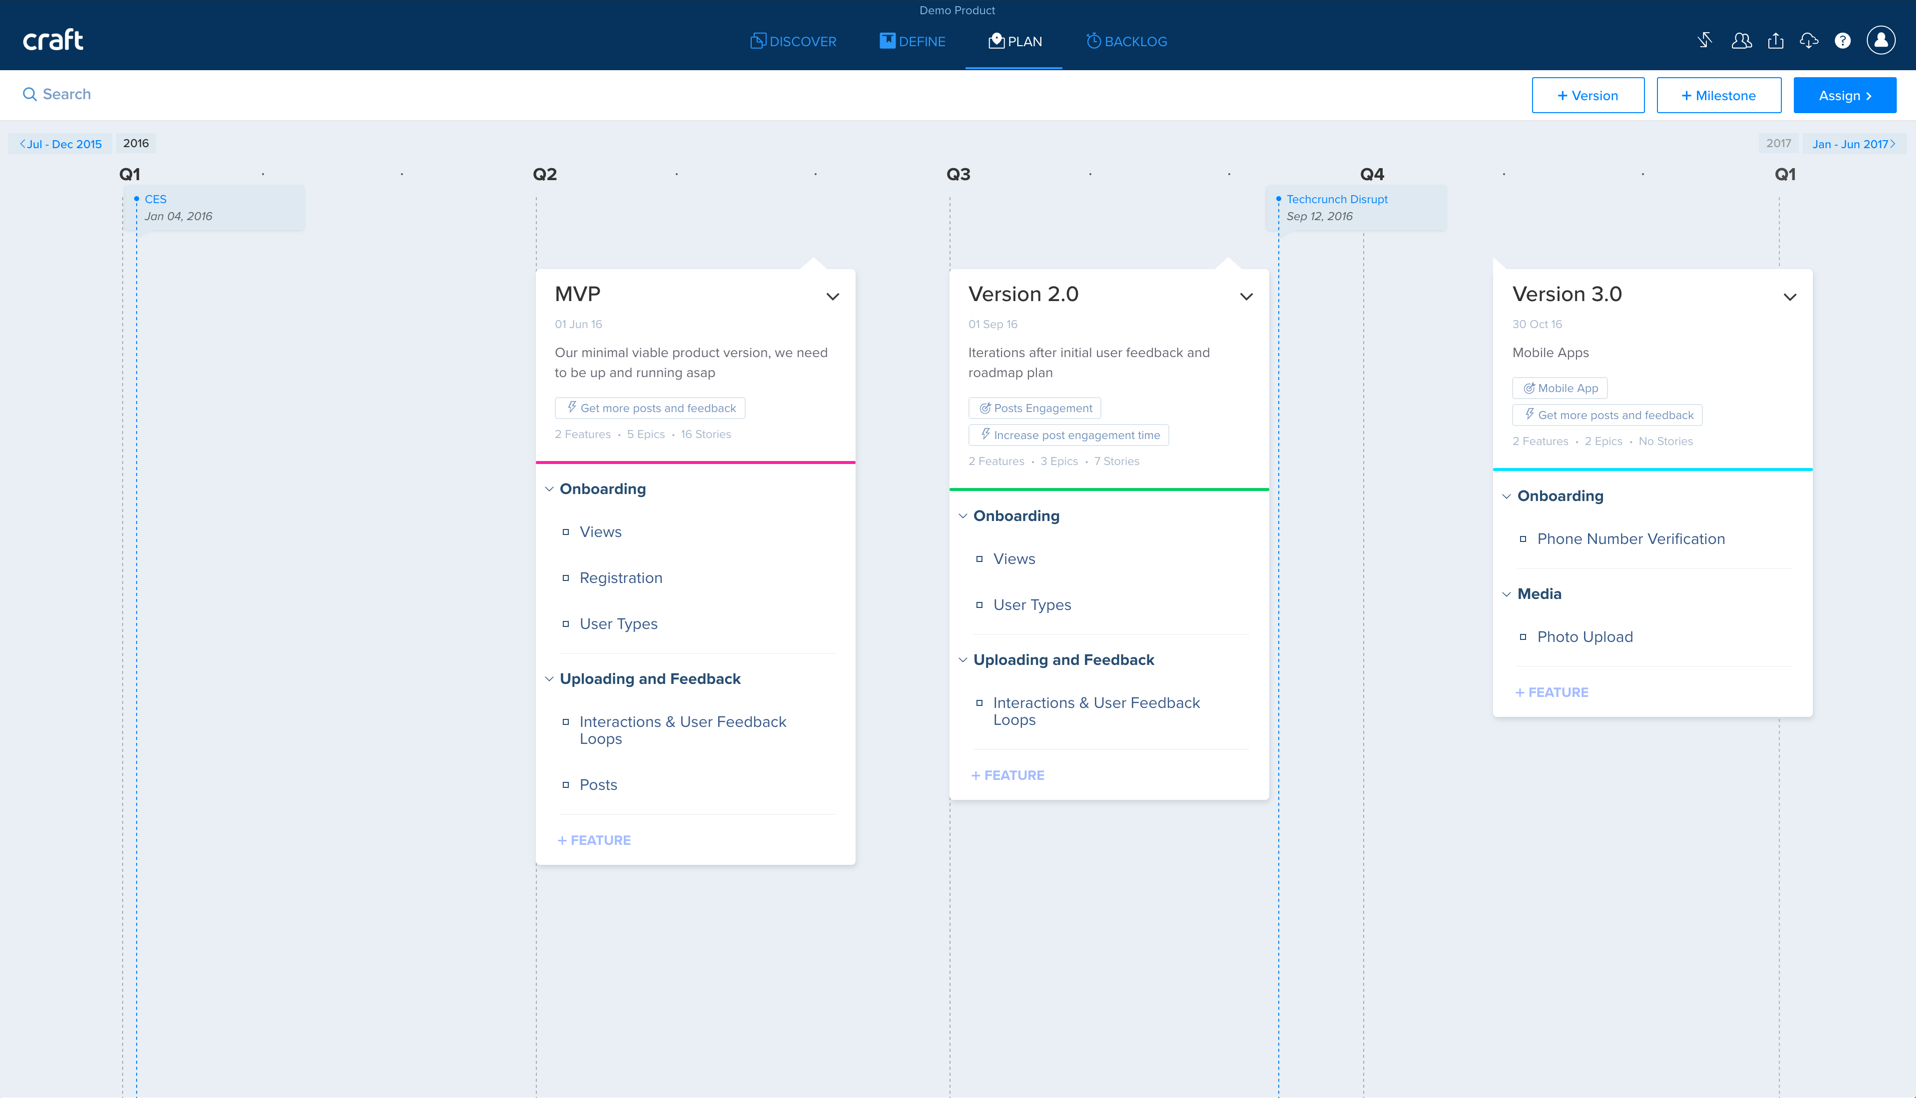 Demo Product
craft
DISCOVER
DEFINE
PLAN
BACKLOG
?
Search
+ Version
+ Milestone
Assign >
<Jul - Dec 2015
2016
2017
Jan - Jun 2017>
Q1
Q2
Q3
Q4
Q1
CES
Jan 04, 2016
Techcrunch Disrupt
Sep 12, 2016
MVP
01 Jun 16
Our minimal viable product version, we need
to be up and running asap
Get more posts and feedback
2 Features • 5 Epics • 16 Stories
Onboarding
Views
Registration
User Types
Uploading and Feedback
Interactions & User Feedback
Loops
Posts
+ FEATURE
Version 2.0
01 Sep 16
Iterations after initial user feedback and
roadmap plan
Posts Engagement
Increase post engagement time
2 Features • 3 Epics • 7 Stories
Onboarding
Views
User Types
Uploading and Feedback
Interactions & User Feedback
Loops
+ FEATURE
Version 3.0
30 Oct 16
Mobile Apps
Mobile App
Get more posts and feedback
2 Features • 2 Epics • No Stories
Onboarding
Phone Number Verification
Media
Photo Upload
+ FEATURE